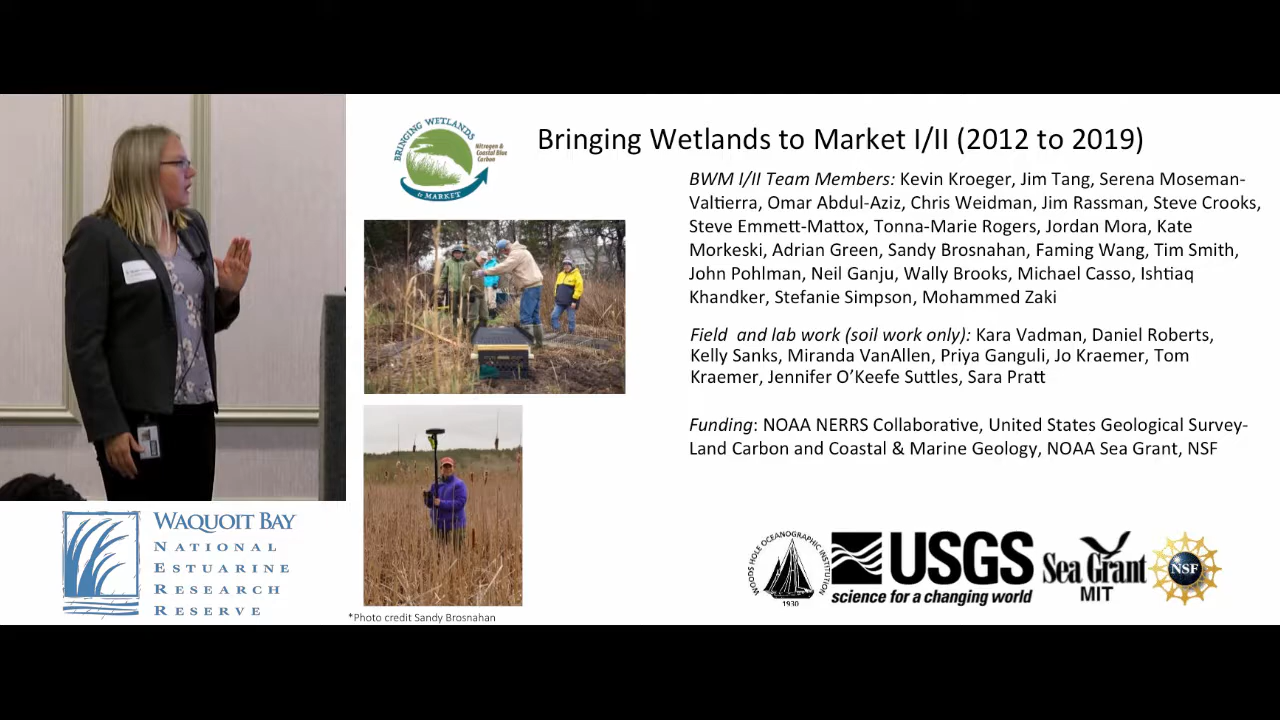 BRINGING WETLANDS
Nitrogen &
Coastal Blue
Carbon
to MARKET
Bringing Wetlands to Market I/II (2012 to 2019)
BWM I/II Team Members: Kevin Kroeger, Jim Tang, Serena Moseman-
Valtierra, Omar Abdul-Aziz, Chris Weidman, Jim Rassman, Steve Crooks,
Steve Emmett-Mattox, Tonna-Marie Rogers, Jordan Mora, Kate
Morkeski, Adrian Green, Sandy Brosnahan, Faming Wang, Tim Smith,
John Pohlman, Neil Ganju, Wally Brooks, Michael Casso, Ishtiaq
Khandker, Stefanie Simpson, Mohammed Zaki
Field and lab work (soil work only): Kara Vadman, Daniel Roberts,
Kelly Sanks, Miranda VanAllen, Priya Ganguli, Jo Kraemer, Tom
Kraemer, Jennifer O'Keefe Suttles, Sara Pratt
Funding: NOAA NERRS Collaborative, United States Geological Survey-
Land Carbon and Coastal & Marine Geology, NOAA Sea Grant, NSF
WAQUOIT BAY
NATIONAL
ESTUARINE
RESEARCH
RESERVE
*Photo credit Sandy Brosnahan
WOODS HOLE OCEANOGRAPHIC INSTITUTION
1930
USGS
science for a changing world
Sea Grant
MIT
NSF